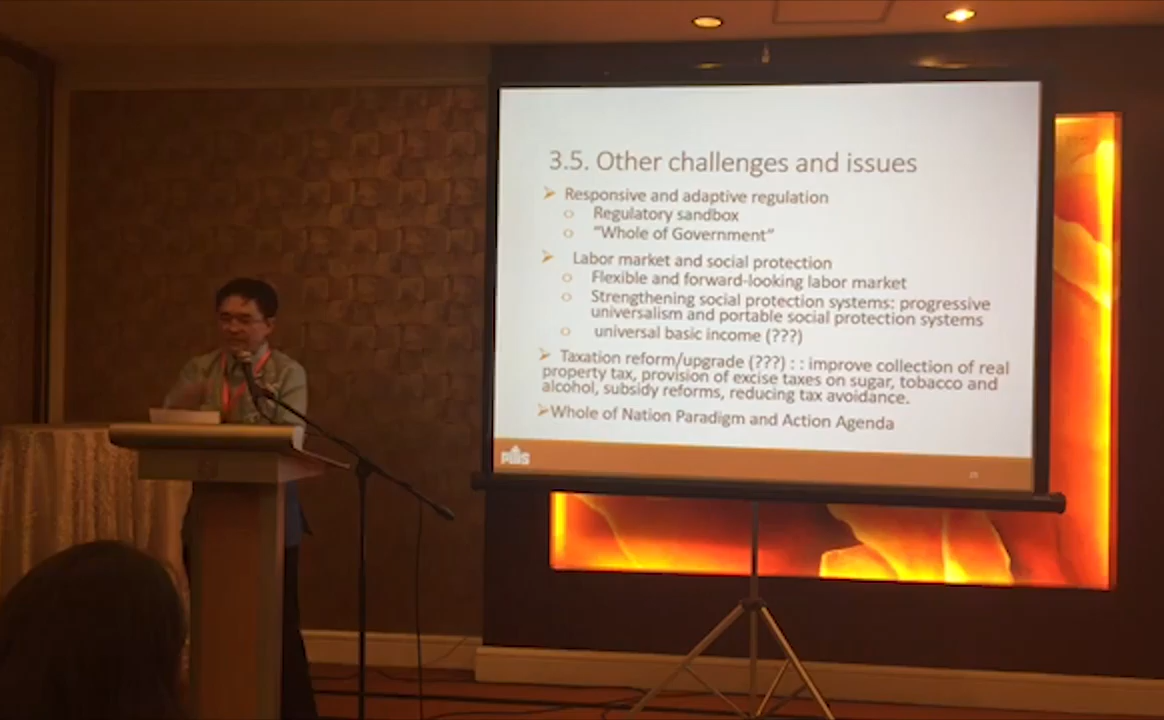 3.5. Other challenges and issues
➢ Responsive and adaptive regulation
o Regulatory sandbox
o "Whole of Government"
➢ Labor market and social protection
o Flexible and forward-looking labor market
o Strengthening social protection systems: progressive
universalism and portable social protection systems
o universal basic income (???)
➢ Taxation reform/upgrade (???) : : improve collection of real
property tax, provision of excise taxes on sugar, tobacco and
alcohol, subsidy reforms, reducing tax avoidance.
➢Whole of Nation Paradigm and Action Agenda